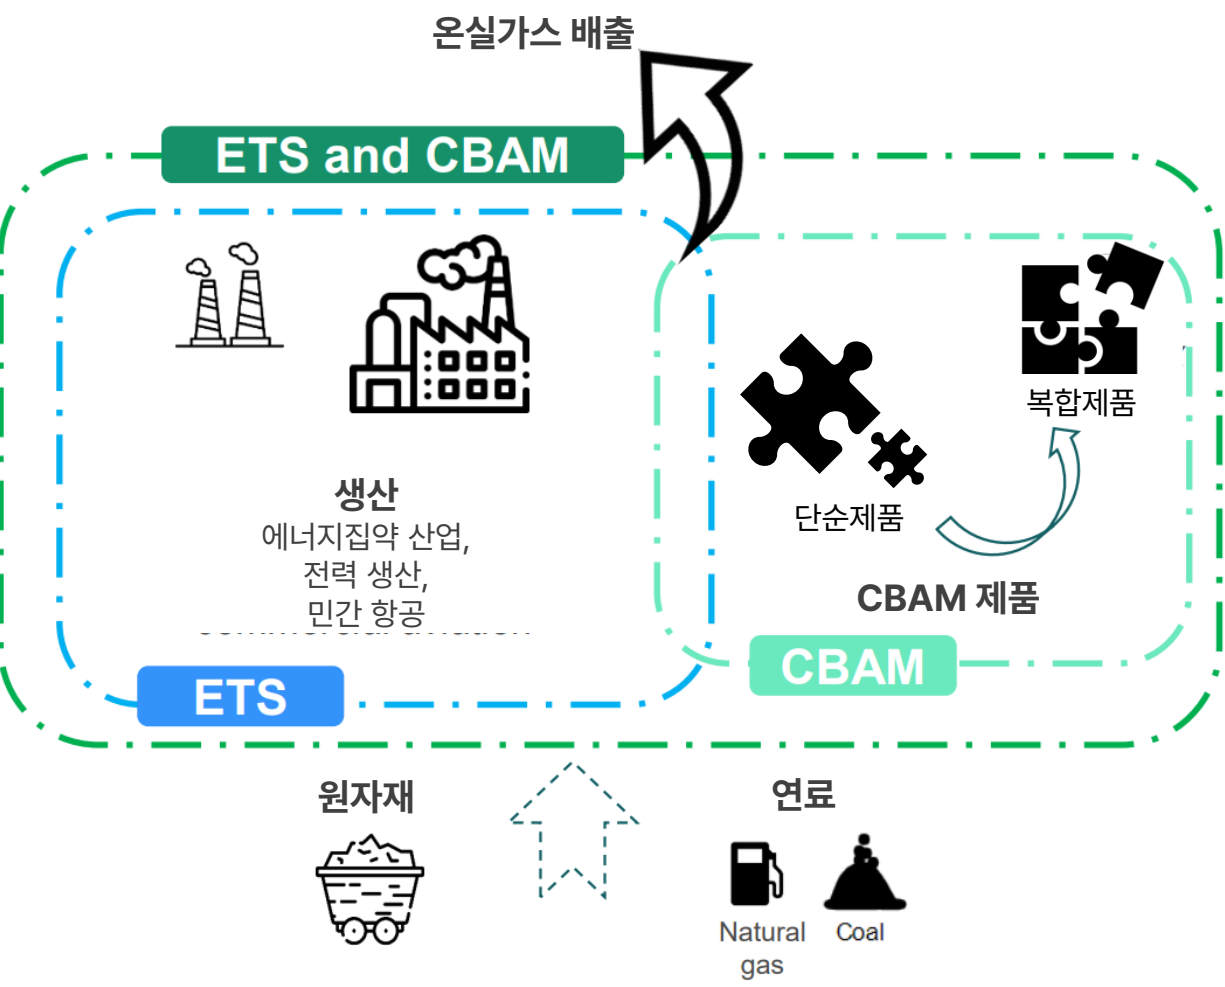 온실가스 배출
ETS and CBAM
복합제품
단순제품
생산
에너지집약 산업,
전력 생산,
민간 항공
CBAM 제품
CBAM
ETS
원자재
연료
Natural
gas
Coal